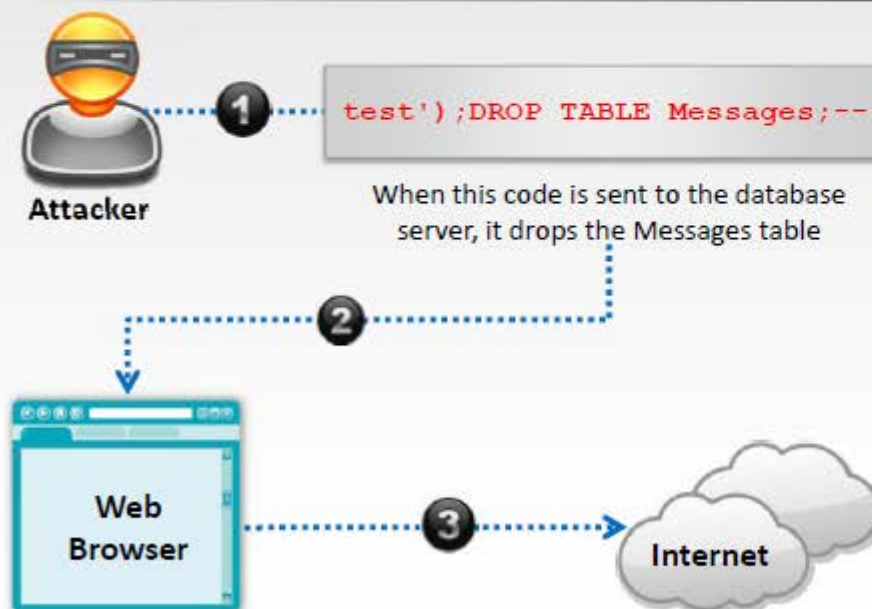 1
test');DROP TABLE Messages;--
Attacker
When this code is sent to the database
server, it drops the Messages table
2
Web
Browser
3
Internet